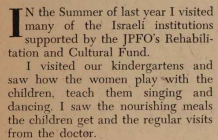 IN the Summer of last year I visited
many of the Israeli institutions
supported by the JPFO's Rehabili-
tation and Cultural Fund.
I visited our kindergartens and
saw how the women play with the
children, teach them singing and
dancing. I saw the nourishing meals
the children get and the regular visits
from the doctor.